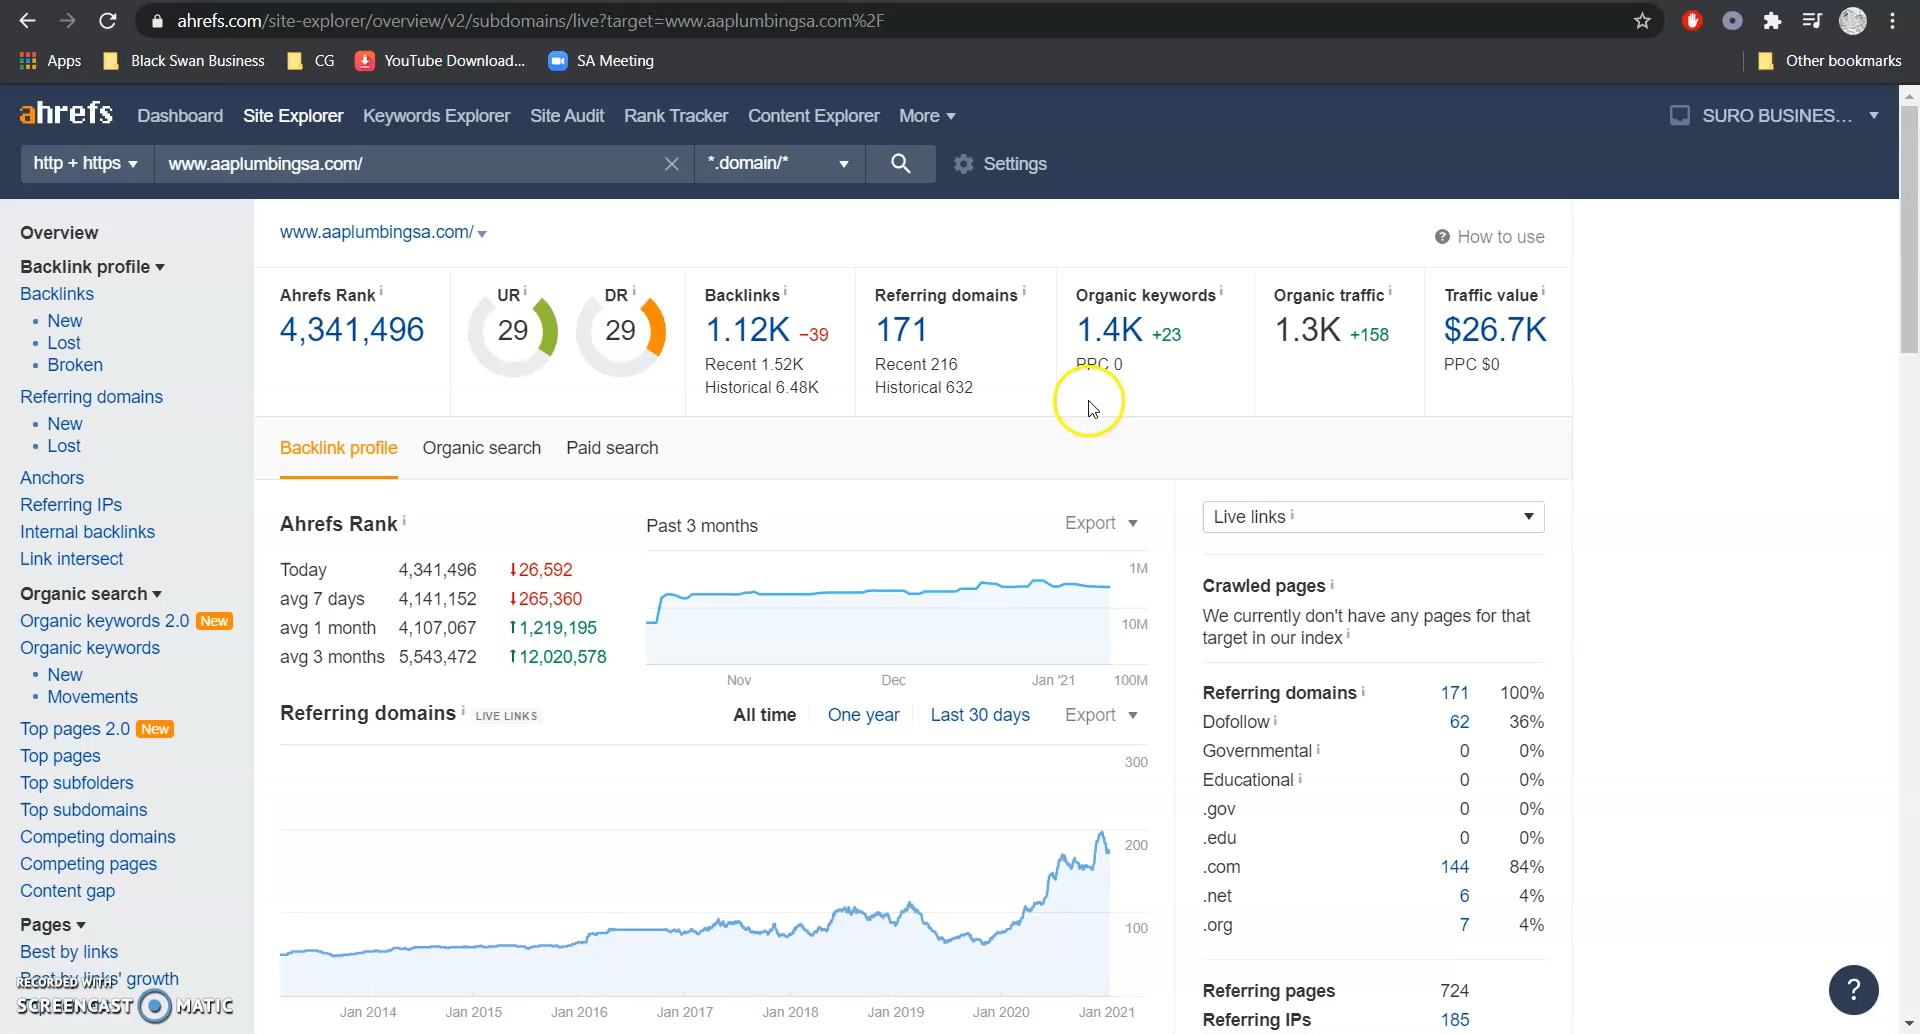 ahrefs.com/site-explorer/overview/v2/subdomains/live?target=www.aaplumbingsa.com%2F
Apps Black Swan Business CG YouTube Download... SA Meeting Other bookmarks
ahrefs Dashboard Site Explorer Keywords Explorer Site Audit Rank Tracker Content Explorer More SURO BUSINES...
http + https www.aaplumbingsa.com/ *.domain/* Settings
Overview
Backlink profile
Backlinks
New
Lost
Broken
Referring domains
New
Lost
Anchors
Referring IPs
Internal backlinks
Link intersect
Organic search
Organic keywords 2.0 New
Organic keywords
New
Movements
Top pages 2.0 New
Top pages
Top subfolders
Top subdomains
Competing domains
Competing pages
Content gap
Pages
Best by links
Best by links' growth
RECORDED WITH
SCREENCAST MATIC
www.aaplumbingsa.com/
How to use
Ahrefs Rank
4,341,496
UR
29
DR
29
Backlinks
1.12K -39
Recent 1.52K
Historical 6.48K
Referring domains
171
Recent 216
Historical 632
Organic keywords
1.4K +23
PPC 0
Organic traffic
1.3K +158
Traffic value
$26.7K
PPC $0
Backlink profile Organic search Paid search
Ahrefs Rank
Today 4,341,496 ↓26,592
avg 7 days 4,141,152 ↓265,360
avg 1 month 4,107,067 ↑1,219,195
avg 3 months 5,543,472 ↑12,020,578
Past 3 months Export
1M
10M
100M
Nov Dec Jan '21
Referring domains LIVE LINKS All time One year Last 30 days Export
300
200
100
Jan 2014 Jan 2015 Jan 2016 Jan 2017 Jan 2018 Jan 2019 Jan 2020 Jan 2021
Live links
Crawled pages
We currently don't have any pages for that
target in our index
Referring domains 171 100%
Dofollow 62 36%
Governmental 0 0%
Educational 0 0%
.gov 0 0%
.edu 0 0%
.com 144 84%
.net 6 4%
.org 7 4%
Referring pages 724
Referring IPs 185
?